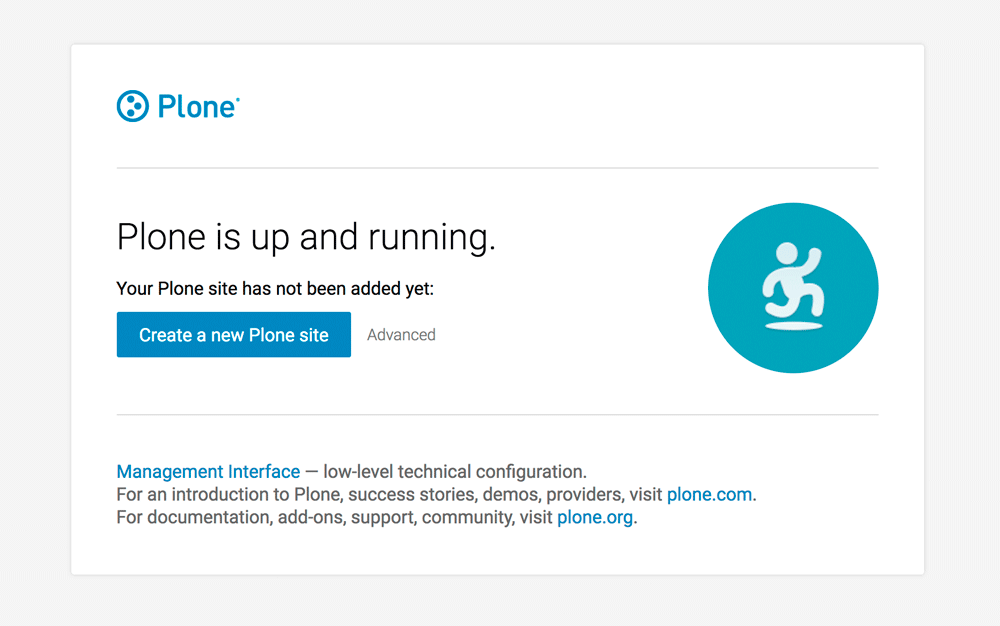 Plone
Plone is up and running.
Your Plone site has not been added yet:
Create a new Plone site Advanced
Management Interface — low-level technical configuration.
For an introduction to Plone, success stories, demos, providers, visit plone.com.
For documentation, add-ons, support, community, visit plone.org.